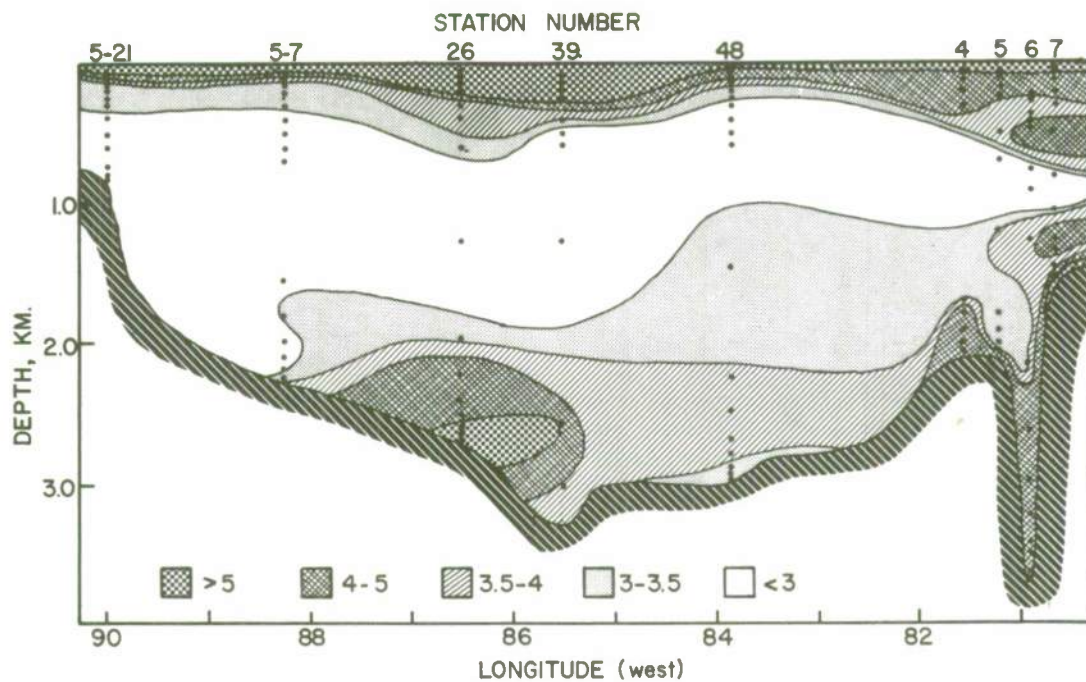 STATION NUMBER
5-21 5-7 26 39 48 4 5 6 7
1.0
2.0
3.0
DEPTH, KM.
>5 4-5 3.5-4 3-3.5 <3
90 88 86 84 82
LONGITUDE (west)